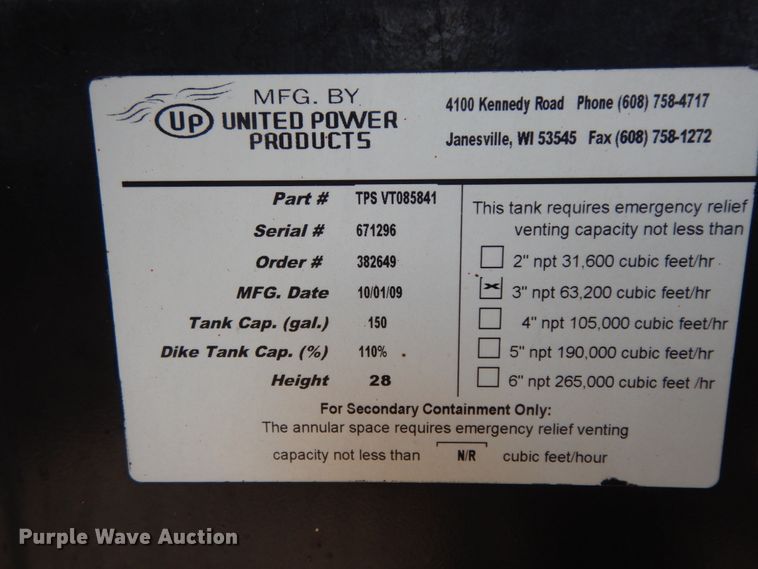 UP
MFG. BY
UNITED POWER
PRODUCTS
4100 Kennedy Road Phone (608) 758-4717
Janesville, WI 53545 Fax (608) 758-1272
Part # TPS VT085841
Serial # 671296
Order # 382649
MFG. Date 10/01/09
Tank Cap. (gal.) 150
Dike Tank Cap. (%) 110%
Height 28
This tank requires emergency relief
venting capacity not less than
2" npt 31,600 cubic feet/hr
3" npt 63,200 cubic feet/hr
4" npt 105,000 cubic feet/hr
5" npt 190,000 cubic feet/hr
6" npt 265,000 cubic feet /hr
For Secondary Containment Only:
The annular space requires emergency relief venting
capacity not less than N/R cubic feet/hour
Purple Wave Auction